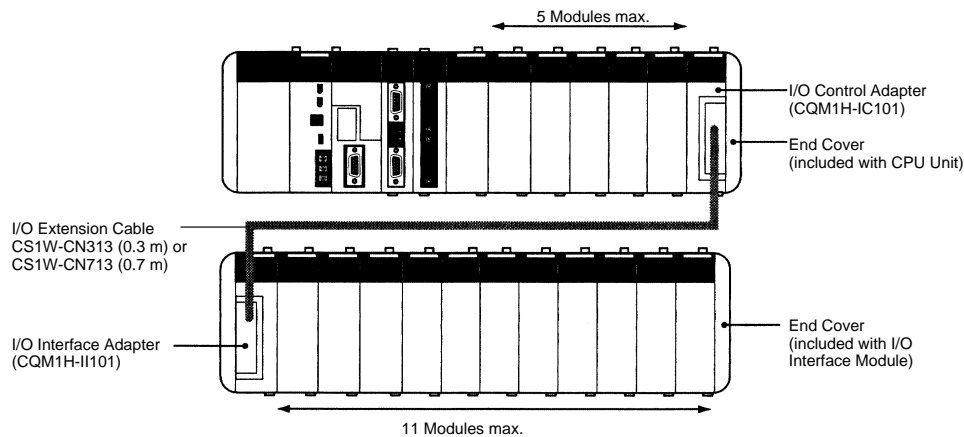 5 Modules max.
I/O Control Adapter
(CQM1H-IC101)
End Cover
(included with CPU Unit)
I/O Extension Cable
CS1W-CN313 (0.3 m) or
CS1W-CN713 (0.7 m)
I/O Interface Adapter
(CQM1H-II101)
End Cover
(included with I/O
Interface Module)
11 Modules max.